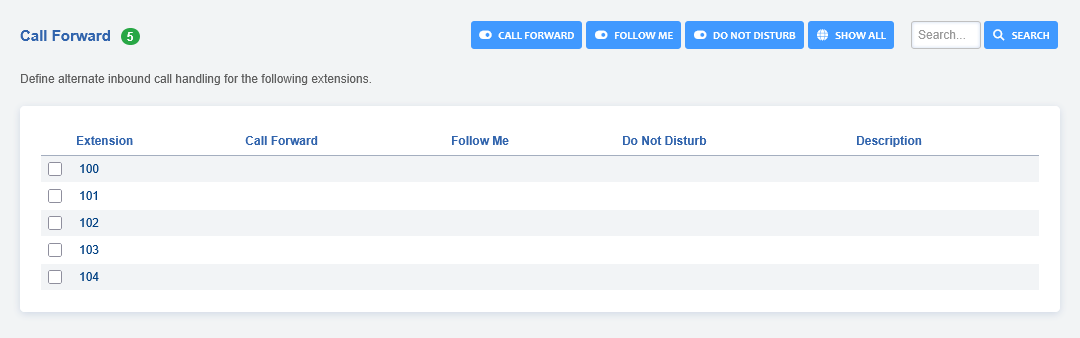 Call Forward 5 CALL FORWARD FOLLOW ME DO NOT DISTURB SHOW ALL Search... SEARCH
Define alternate inbound call handling for the following extensions.
Extension Call Forward Follow Me Do Not Disturb Description
100
101
102
103
104